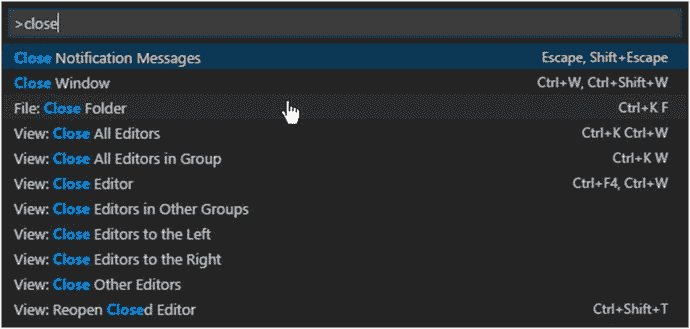 >close
Close Notification Messages Escape, Shift+Escape
Close Window Ctrl+W, Ctrl+Shift+W
File: Close Folder Ctrl+K F
View: Close All Editors Ctrl+K Ctrl+W
View: Close All Editors in Group Ctrl+K W
View: Close Editor Ctrl+F4, Ctrl+W
View: Close Editors in Other Groups
View: Close Editors to the Left
View: Close Editors to the Right
View: Close Other Editors
View: Reopen Closed Editor Ctrl+Shift+T